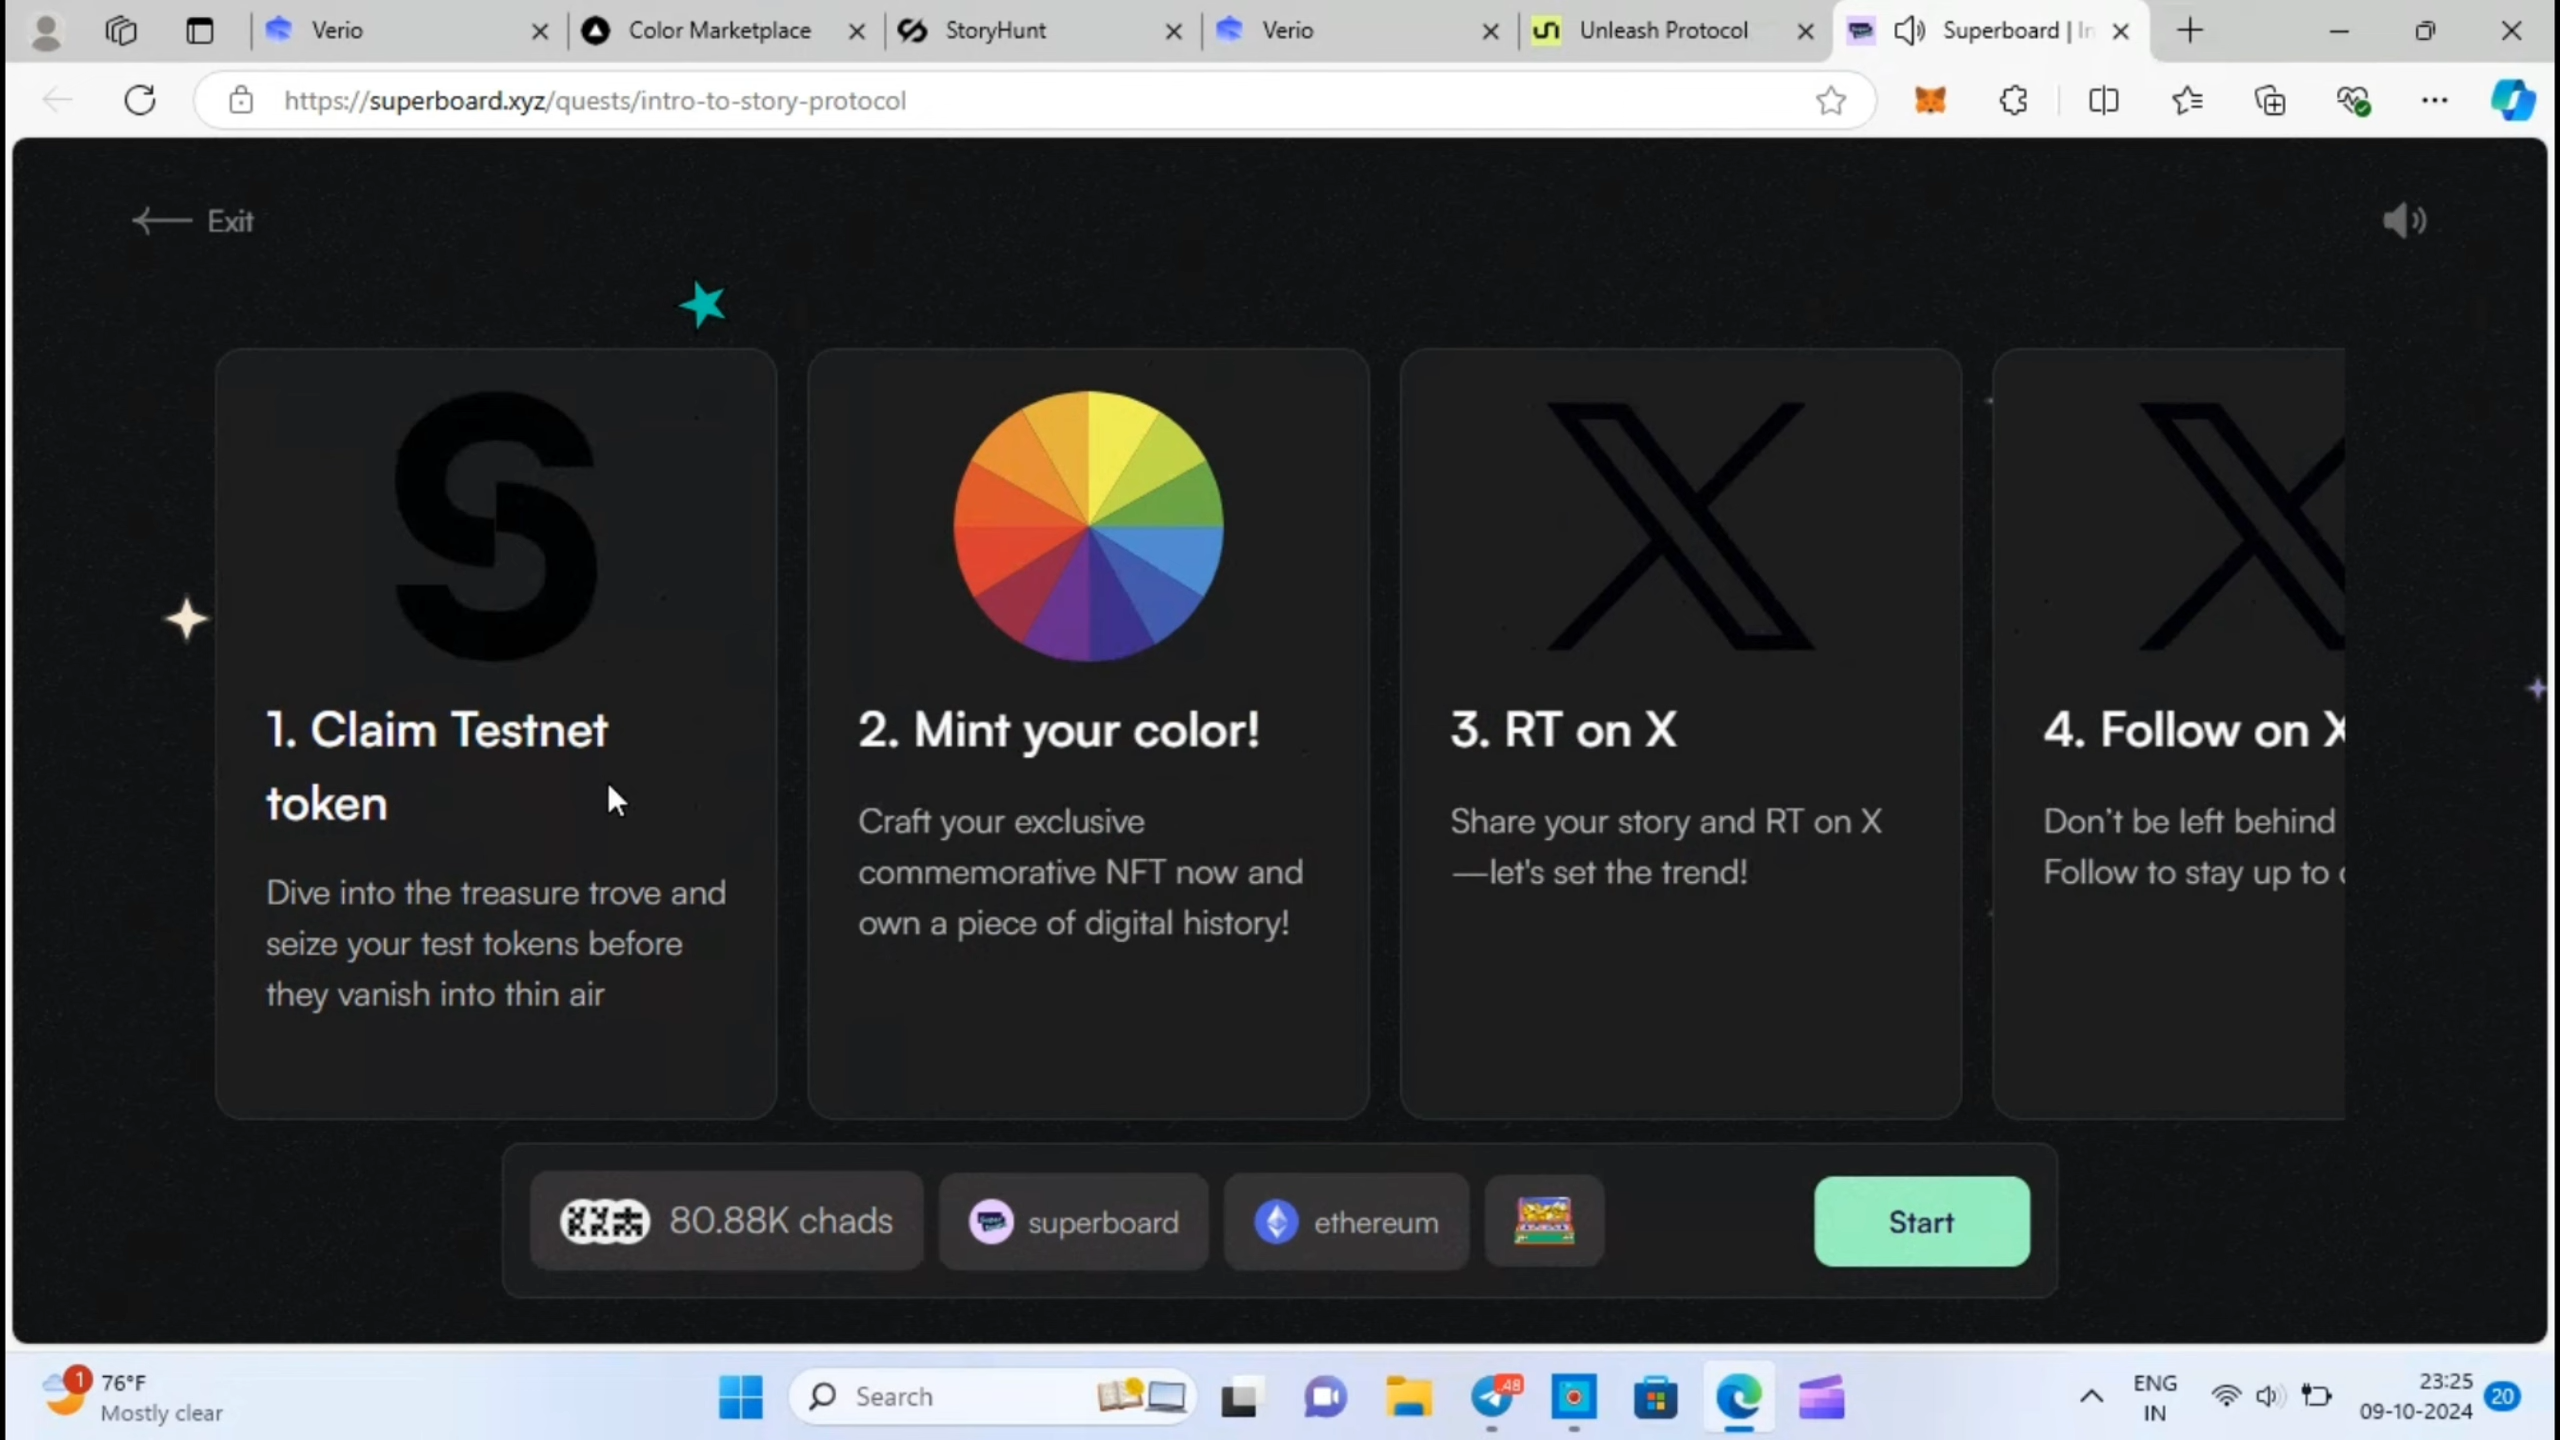 Verio
Color Marketplace
StoryHunt
Verio
Unleash Protocol
Superboard | In
https://superboard.xyz/quests/intro-to-story-protocol
Exit
1. Claim Testnet
token
Dive into the treasure trove and
seize your test tokens before
they vanish into thin air
2. Mint your color!
Craft your exclusive
commemorative NFT now and
own a piece of digital history!
3. RT on X
Share your story and RT on X
—let's set the trend!
4. Follow on X
Don't be left behind
Follow to stay up to
80.88K chads
superboard
ethereum
Start
1
76°F
Mostly clear
Search
.48
ENG
IN
23:25
09-10-2024
20